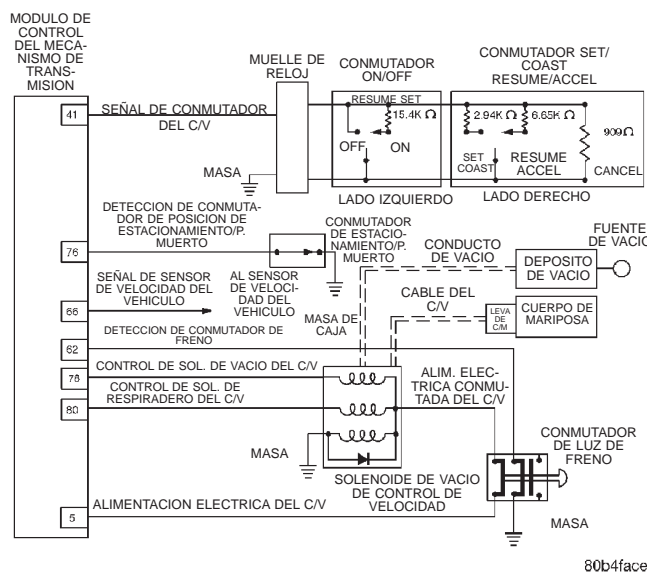 MODULO DE
CONTROL
DEL MECA-
NISMO DE
TRANS-
MISION
41
SEÑAL DE CONMUTADOR
DEL C/V
MUELLE DE
RELOJ
MASA
CONMUTADOR
ON/OFF
RESUME SET
15.4K Ω
OFF
ON
LADO IZQUIERDO
CONMUTADOR SET/
COAST
RESUME/ACCEL
2.94K Ω
6.65K Ω
909Ω
SET
COAST
RESUME
ACCEL
CANCEL
LADO DERECHO
DETECCION DE CONMUTA-
DOR DE POSICION DE
ESTACIONAMIENTO/P.
MUERTO
76
CONMUTADOR
DE ESTACIO-
NAMIENTO/P.
MUERTO
SEÑAL DE SENSOR
DE VELOCIDAD DEL
VEHICULO
66
AL SENSOR
DE VELOCI-
DAD DEL
VEHICULO
MASA DE
CAJA
CONDUCTO
DE VACIO
DEPOSITO
DE VACIO
FUENTE
DE VACIO
CABLE DEL
C/V
LEVA
DE
C/M
CUERPO DE
MARIPOSA
DETECCION DE CONMUTADOR DE
FRENO
62
CONTROL DE SOL. DE VACIO DEL C/V
78
CONTROL DE SOL. DE
RESPIRADERO DEL C/V
80
ALIM. ELEC-
TRICA CONMU-
TADA DEL C/V
MASA
SOLENOIDE DE VACIO
DE CONTROL DE
VELOCIDAD
CONMUTADOR
DE LUZ DE
FRENO
MASA
ALIMENTACION ELECTRICA DEL C/V
5
80b4face